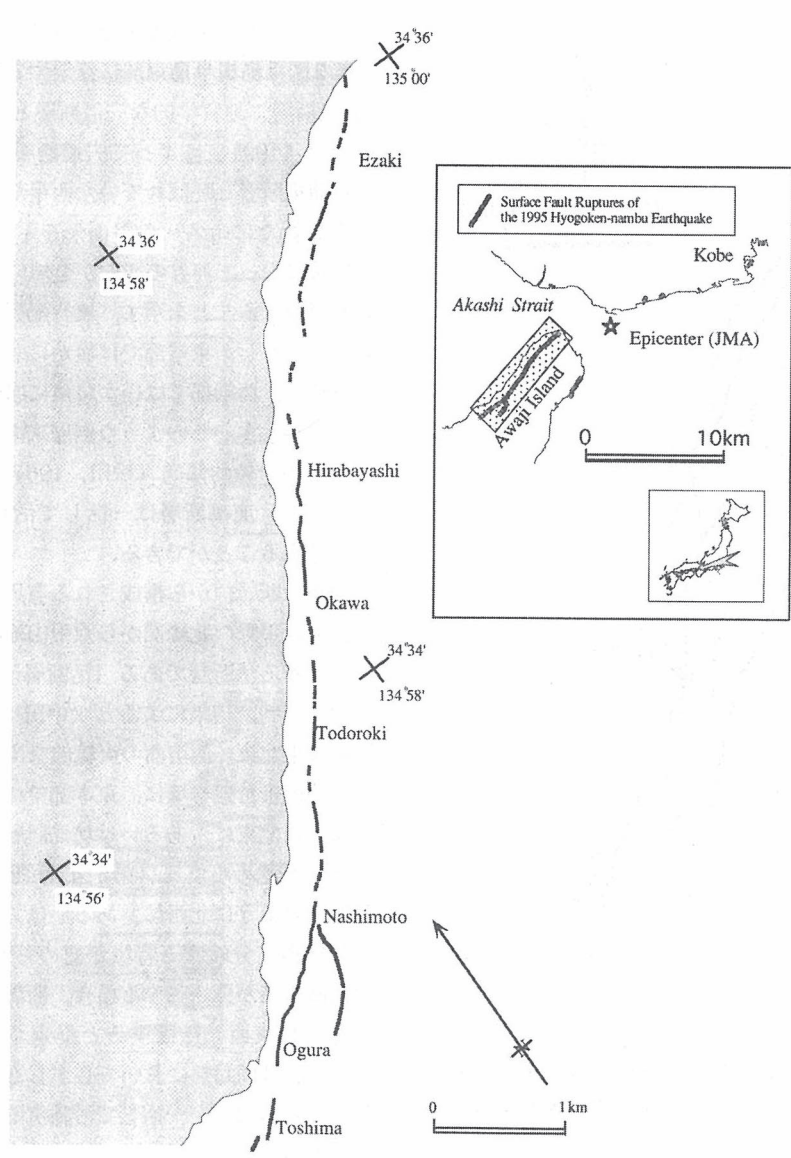 34°36'
135°00'
Ezaki
34°36'
134°58'
Surface Fault Ruptures of
the 1995 Hyogoken-nambu Earthquake
Kobe
Akashi Strait
Epicenter (JMA)
Awaji Island
0 10km
Hirabayashi
Okawa
34°34'
134°58'
Todoroki
34°34'
134°56'
Nashimoto
Ogura
0 1km
Toshima